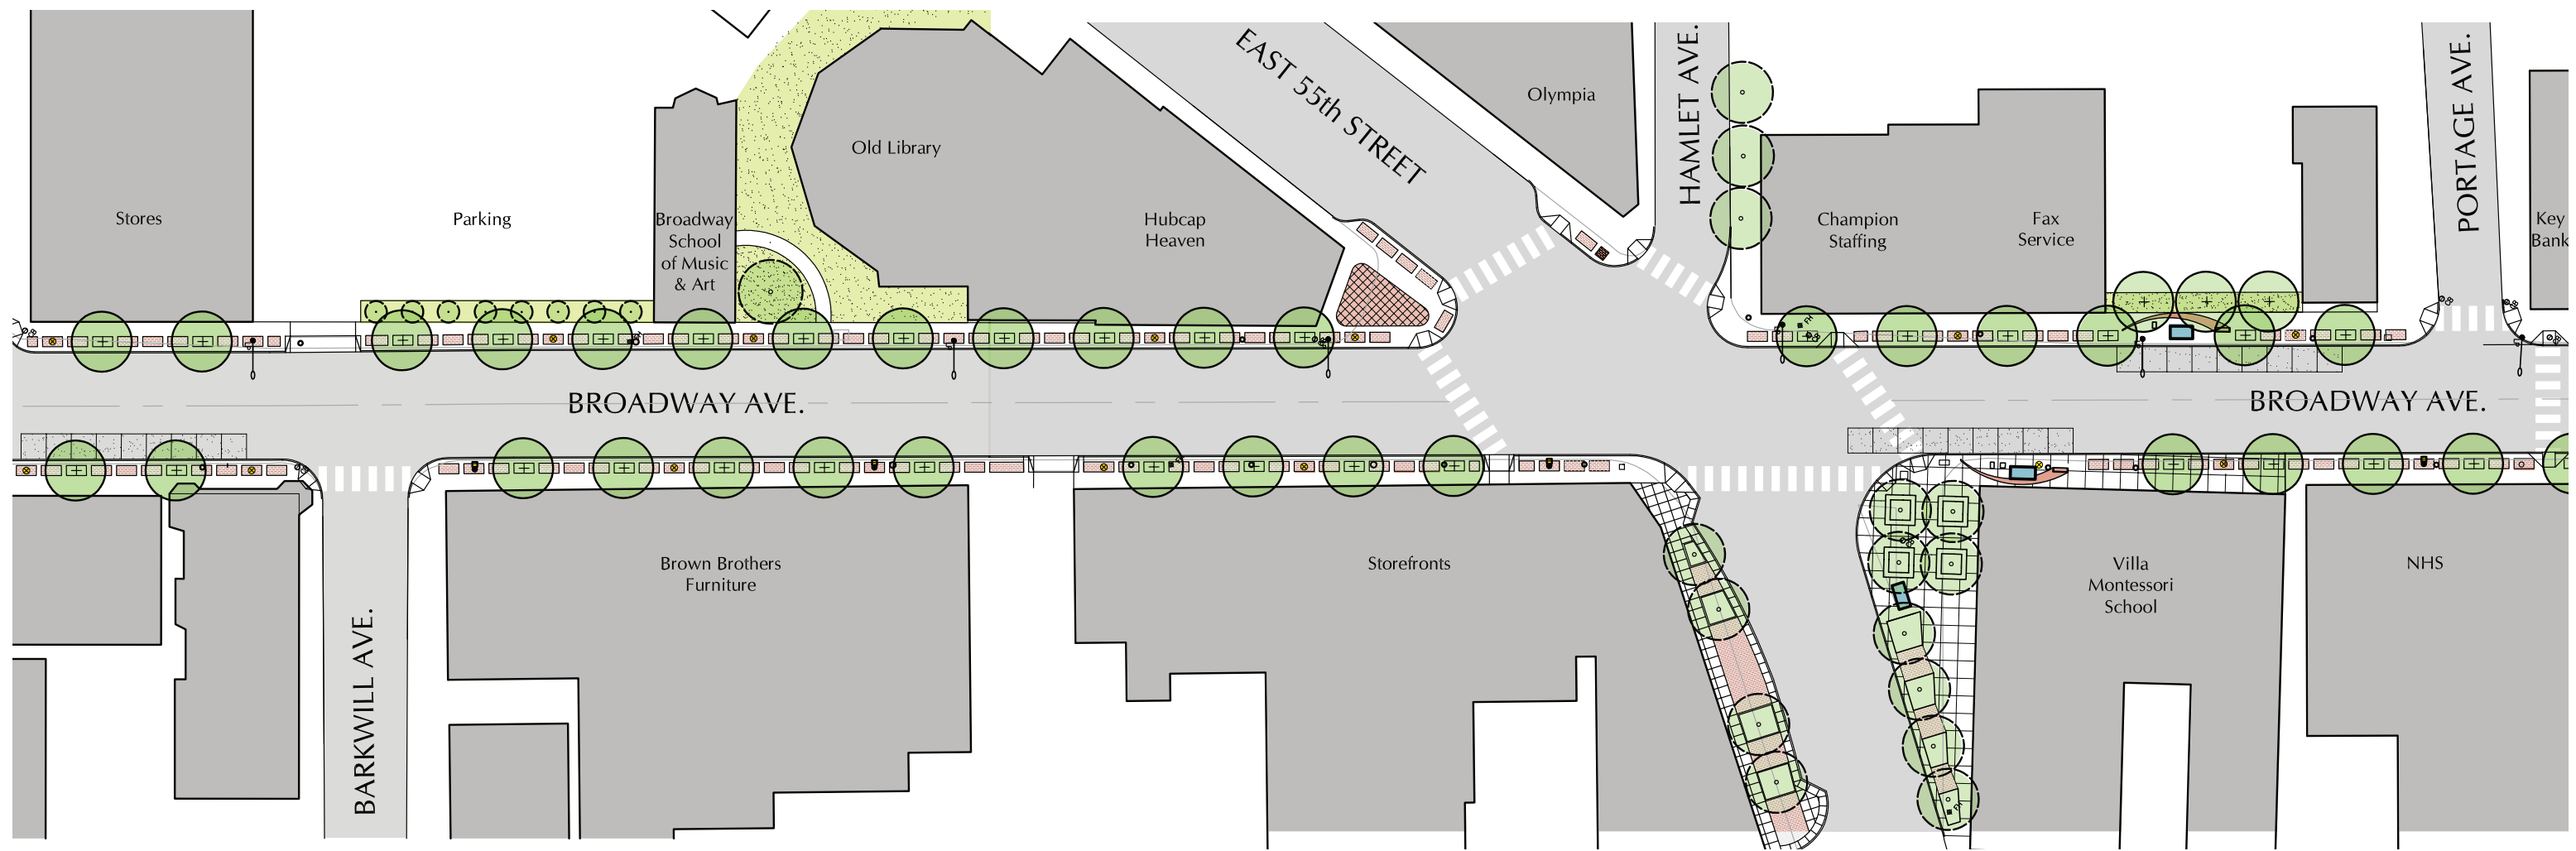 EAST 55th STREET
HAMLET AVE.
PORTAGE AVE.
Olympia
Old Library
Stores
Parking
Broadway
School
of Music
& Art
Hubcap
Heaven
Champion
Staffing
Fax
Service
Key
Bank
BROADWAY AVE.
BROADWAY AVE.
BARKWILL AVE.
Brown Brothers
Furniture
Storefronts
Villa
Montessori
School
NHS